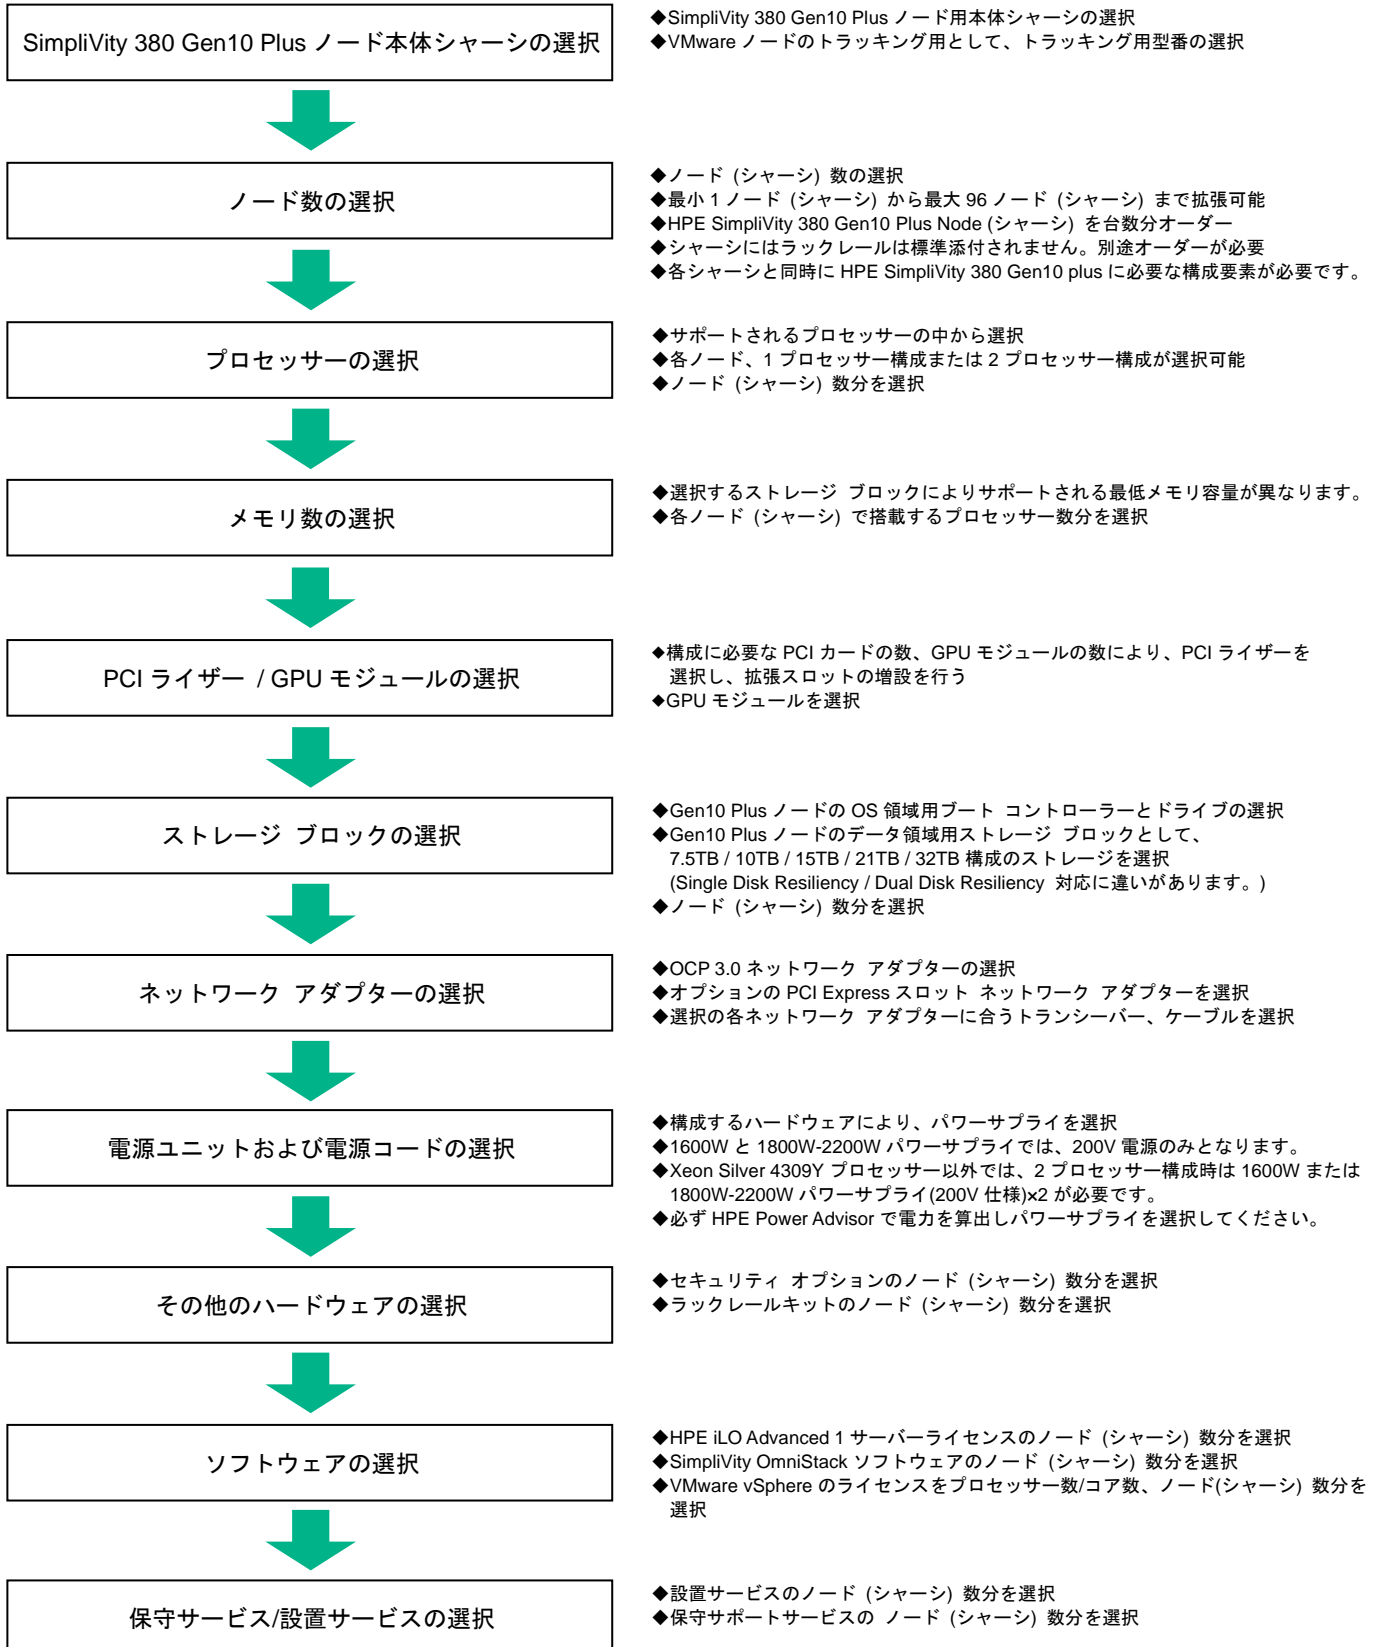 SimpliVity 380 Gen10 Plus ノード本体シャーシの選択
◆SimpliVity 380 Gen10 Plus ノード用本体シャーシの選択
◆VMware ノードのトラッキング用として、トラッキング用型番の選択
ノード数の選択
◆ノード (シャーシ) 数の選択
◆最小 1 ノード (シャーシ) から最大 96 ノード (シャーシ) まで拡張可能
◆HPE SimpliVity 380 Gen10 Plus Node (シャーシ) を台数分オーダー
◆シャーシにはラックレールは標準添付されません。別途オーダーが必要
◆各シャーシと同時に HPE SimpliVity 380 Gen10 plus に必要な構成要素が必要です。
プロセッサーの選択
◆サポートされるプロセッサーの中から選択
◆各ノード、1 プロセッサー構成または 2 プロセッサー構成が選択可能
◆ノード (シャーシ) 数分を選択
メモリ数の選択
◆選択するストレージ ブロックによりサポートされる最低メモリ容量が異なります。
◆各ノード (シャーシ) で搭載するプロセッサー数分を選択
PCI ライザー / GPU モジュールの選択
◆構成に必要な PCI カードの数、GPU モジュールの数により、PCI ライザーを
選択し、拡張スロットの増設を行う
◆GPU モジュールを選択
ストレージ ブロックの選択
◆Gen10 Plus ノードの OS 領域用ブート コントローラーとドライブの選択
◆Gen10 Plus ノードのデータ領域用ストレージ ブロックとして、
7.5TB / 10TB / 15TB / 21TB / 32TB 構成のストレージを選択
(Single Disk Resiliency / Dual Disk Resiliency 対応に違いがあります。)
◆ノード (シャーシ) 数分を選択
ネットワーク アダプターの選択
◆OCP 3.0 ネットワーク アダプターの選択
◆オプションの PCI Express スロット ネットワーク アダプターを選択
◆選択の各ネットワーク アダプターに合うトランシーバー、ケーブルを選択
電源ユニットおよび電源コードの選択
◆構成するハードウェアにより、パワーサプライを選択
◆1600W と 1800W-2200W パワーサプライでは、200V 電源のみとなります。
◆Xeon Silver 4309Y プロセッサー以外では、2 プロセッサー構成時は 1600W または
1800W-2200W パワーサプライ(200V 仕様)×2 が必要です。
◆必ず HPE Power Advisor で電力を算出しパワーサプライを選択してください。
その他のハードウェアの選択
◆セキュリティ オプションのノード (シャーシ) 数分を選択
◆ラックレールキットのノード (シャーシ) 数分を選択
ソフトウェアの選択
◆HPE iLO Advanced 1 サーバーライセンスのノード (シャーシ) 数分を選択
◆SimpliVity OmniStack ソフトウェアのノード (シャーシ) 数分を選択
◆VMware vSphere のライセンスをプロセッサー数/コア数、ノード(シャーシ) 数分を
選択
保守サービス/設置サービスの選択
◆設置サービスのノード (シャーシ) 数分を選択
◆保守サポートサービスの ノード (シャーシ) 数分を選択